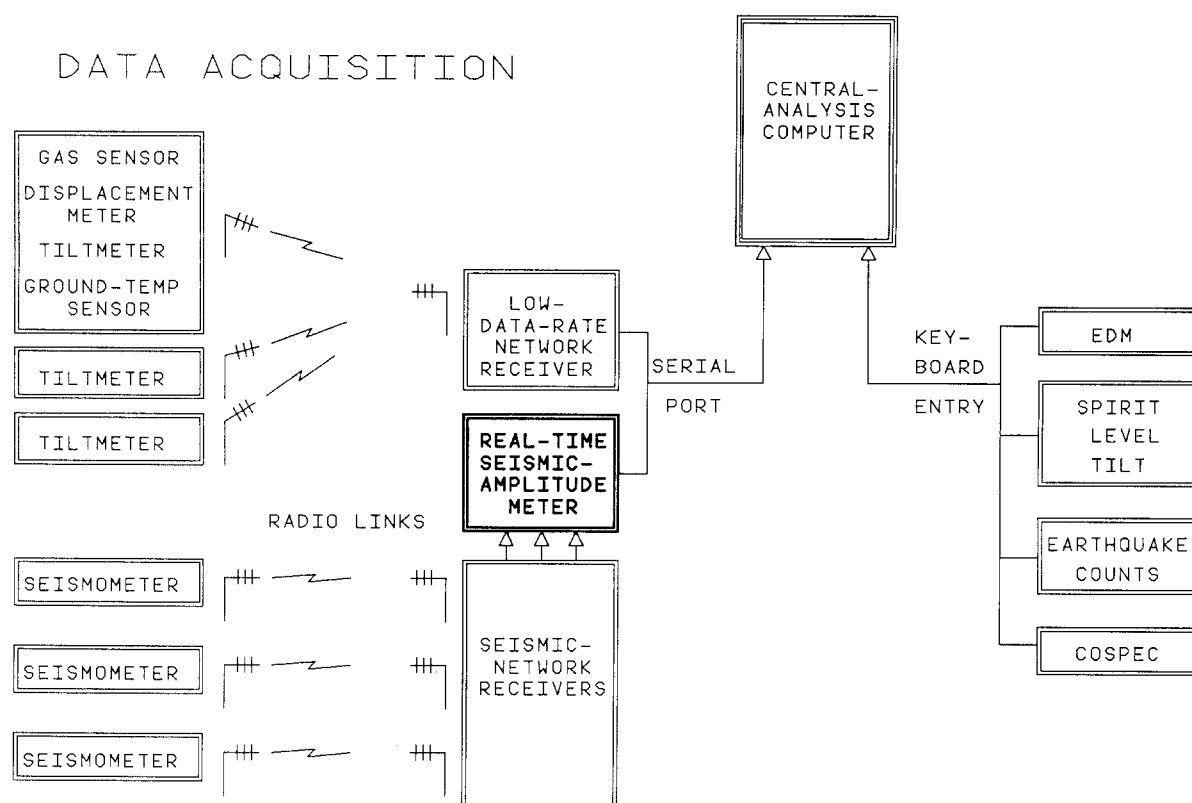 DATA ACQUISITION
CENTRAL-
ANALYSIS
COMPUTER
GAS SENSOR
DISPLACEMENT
METER
TILTMETER
GROUND-TEMP
SENSOR
TILTMETER
TILTMETER
LOW-
DATA-RATE
NETWORK
RECEIVER
SERIAL
PORT
KEY-
BOARD
ENTRY
EDM
SPIRIT
LEVEL
TILT
REAL-TIME
SEISMIC-
AMPLITUDE
METER
RADIO LINKS
EARTHQUAKE
COUNTS
SEISMOMETER
SEISMOMETER
SEISMOMETER
SEISMIC-
NETWORK
RECEIVERS
COSPEC